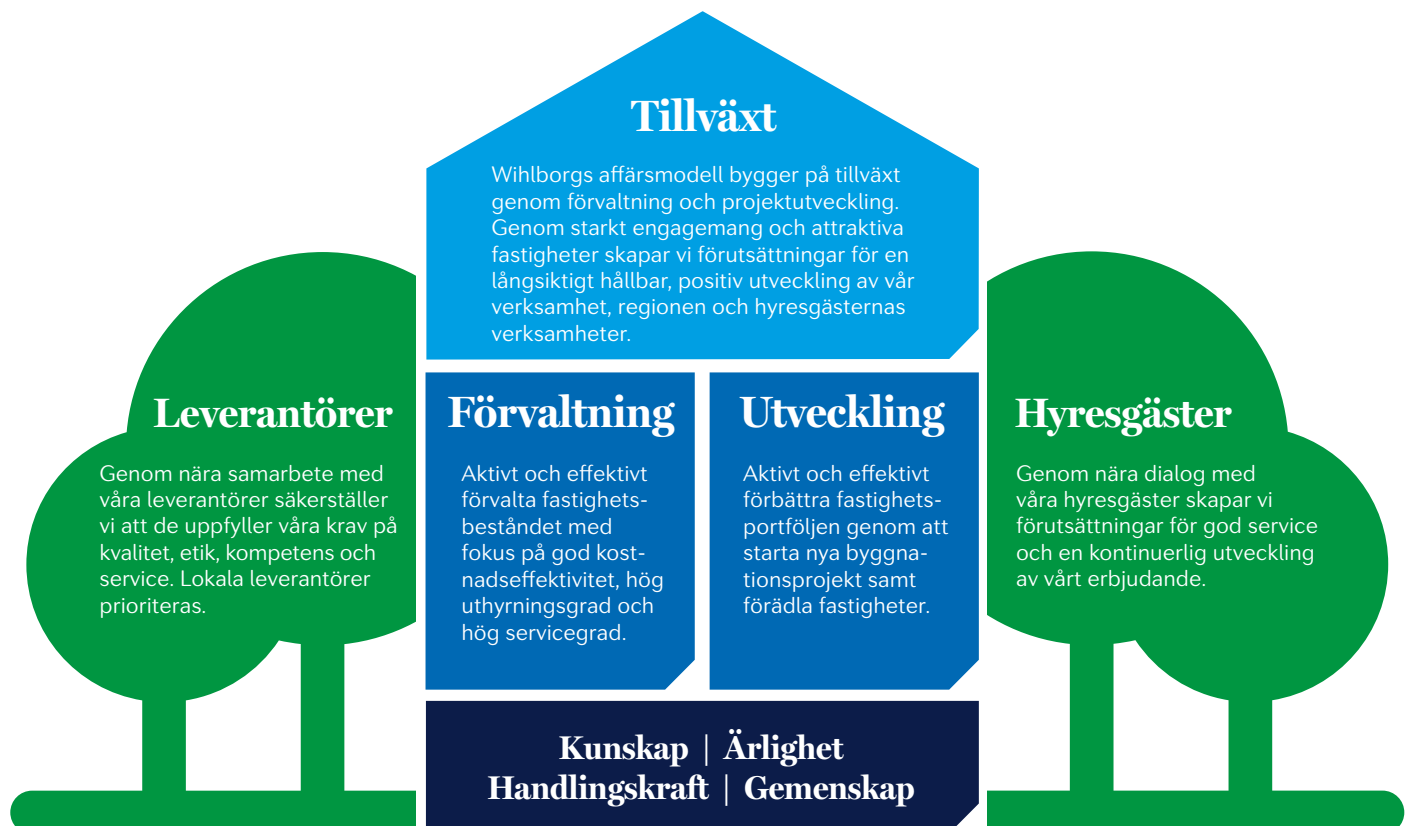 Tillväxt
Wihlborgs affärsmodell bygger på tillväxt
genom förvaltning och projektutveckling.
Genom starkt engagemang och attraktiva
fastigheter skapar vi förutsättningar för en
långsiktigt hållbar, positiv utveckling av vår
verksamhet, regionen och hyresgästernas
verksamheter.
Leverantörer
Genom nära samarbete med
våra leverantörer säkerställer
vi att de uppfyller våra krav på
kvalitet, etik, kompetens och
service. Lokala leverantörer
prioriteras.
Förvaltning
Aktivt och effektivt
förvalta fastighets-
beståndet med
fokus på god kost-
nadseffektivitet, hög
uthyrningsgrad och
hög servicegrad.
Utveckling
Aktivt och effektivt
förbättra fastighets-
portföljen genom att
starta nya byggna-
tionsprojekt samt
förädla fastigheter.
Hyresgäster
Genom nära dialog med
våra hyresgäster skapar vi
förutsättningar för god service
och en kontinuerlig utveckling
av vårt erbjudande.
Kunskap | Ärlighet
Handlingskraft | Gemenskap